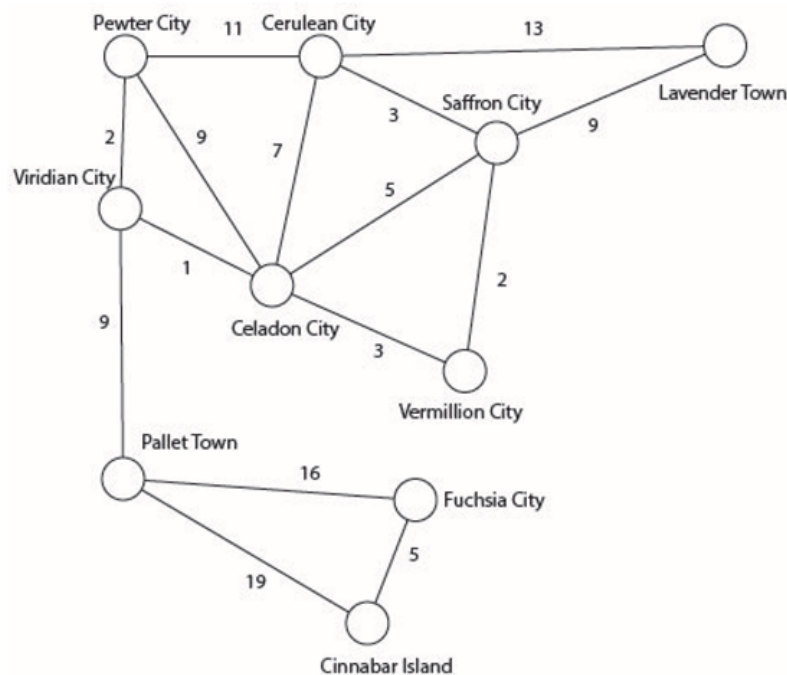 Pewter City
11
Cerulean City
13
Lavender Town
Saffron City
3
9
2
9
7
Viridian City
5
1
2
Celadon City
9
3
Vermillion City
Pallet Town
16
Fuchsia City
5
19
Cinnabar Island